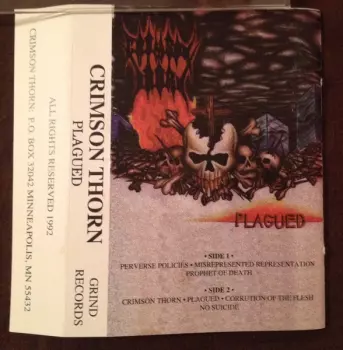 CRIMSON THORN. P.O. BOX 32042 MINNEAPOLIS, MN 55432
ALL RIGHTS RESERVED 1992
CRIMSON THORN
PLAGUED
GRIND
RECORDS
PLAGUED
• SIDE 1 •
PERVERSE POLICIES • MISREPRESENTED REPRESENTATION
PROPHET OF DEATH
• SIDE 2 •
CRIMSON THORN • PLAGUED • CORRUTION OF THE FLESH
NO SUICIDE